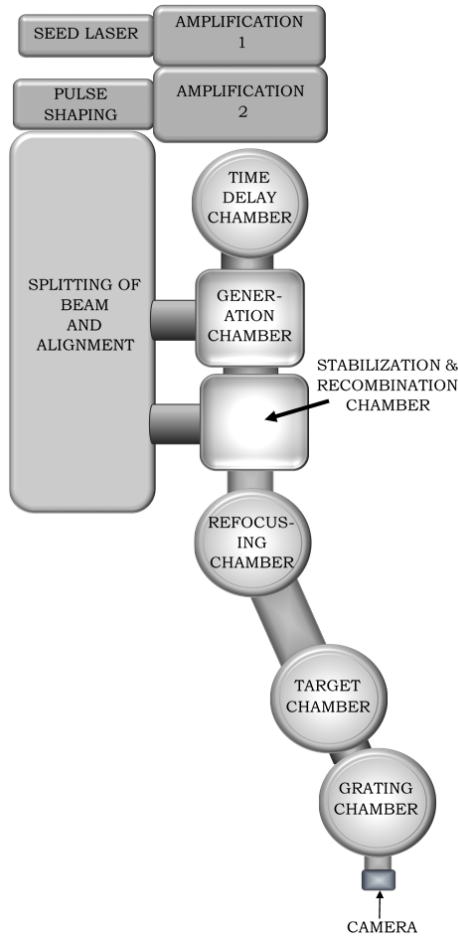 SEED LASER
AMPLIFICATION
1
PULSE
SHAPING
AMPLIFICATION
2
TIME
DELAY
CHAMBER
SPLITTING OF
BEAM
AND
ALIGNMENT
GENER-
ATION
CHAMBER
STABILIZATION &
RECOMBINATION
CHAMBER
REFOCUS-
ING
CHAMBER
TARGET
CHAMBER
GRATING
CHAMBER
CAMERA